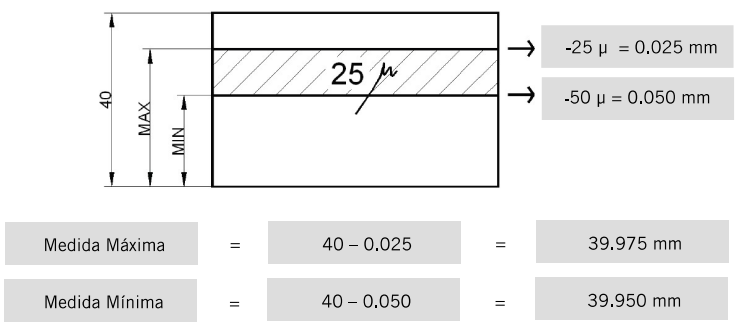 -25 µ = 0.025 mm
25 µ
-50 µ = 0.050 mm
40
MAX
MIN
Medida Máxima = 40 – 0.025 = 39.975 mm
Medida Mínima = 40 – 0.050 = 39.950 mm